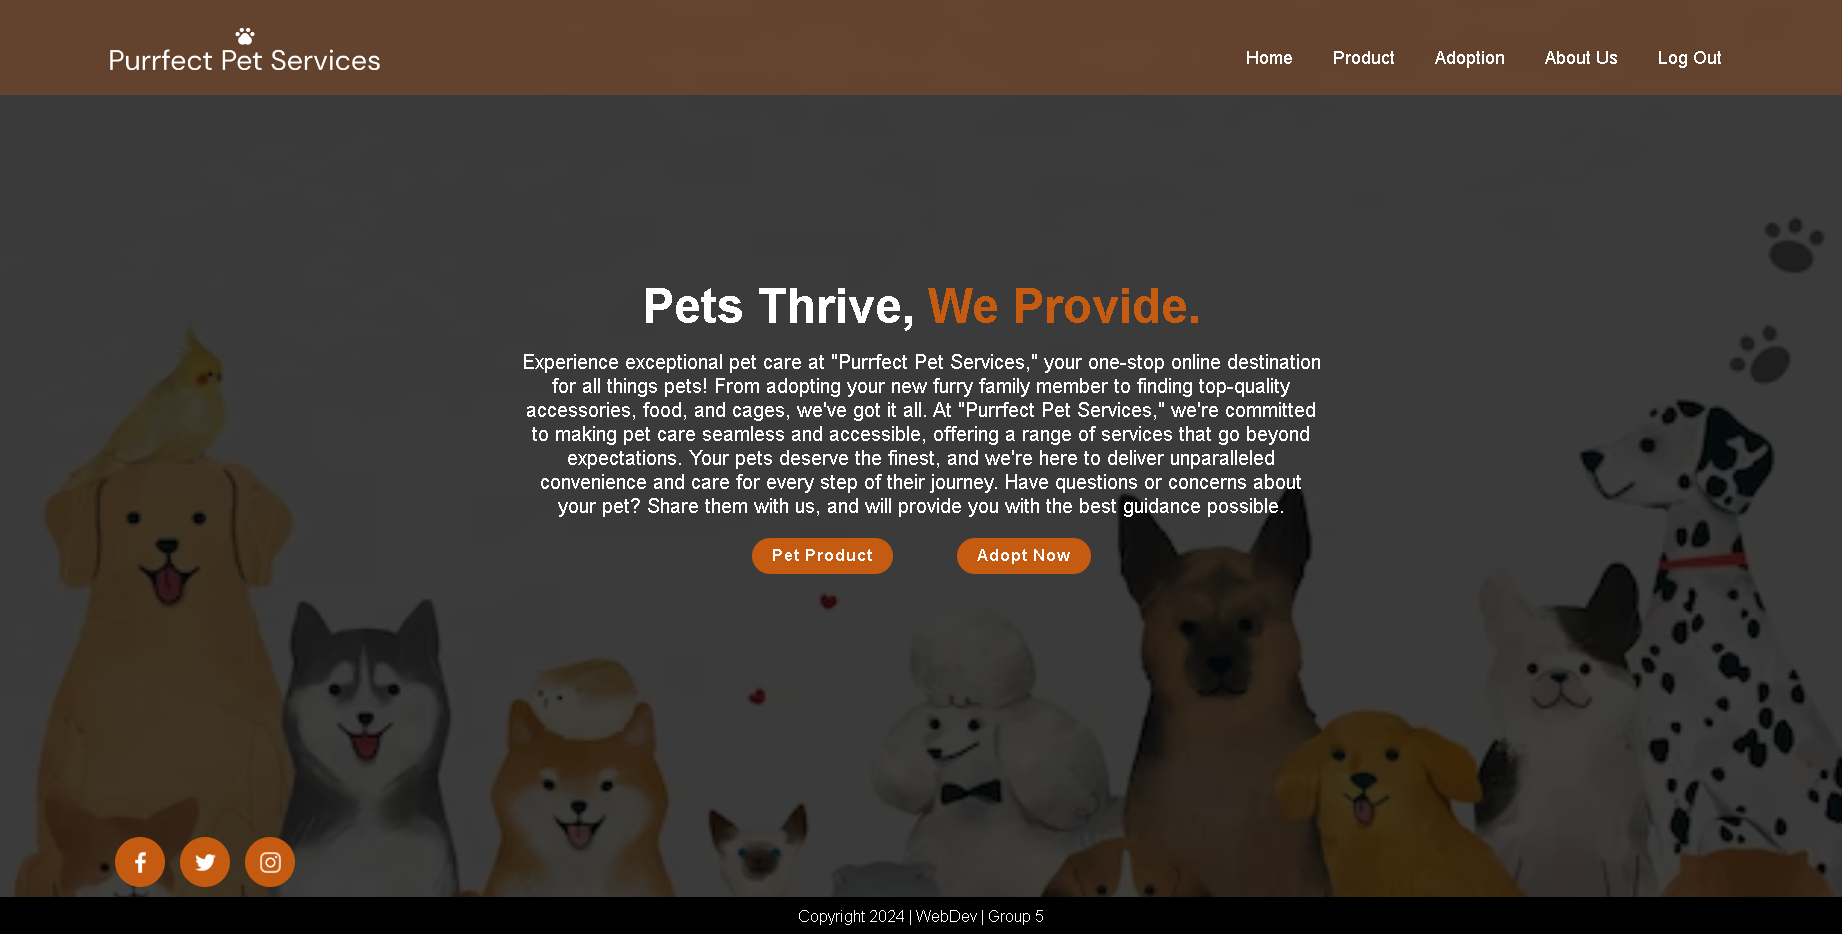 Purrfect Pet Services
Home
Product
Adoption
About Us
Log Out
Pets Thrive, We Provide.
Experience exceptional pet care at "Purrfect Pet Services," your one-stop online destination
for all things pets! From adopting your new furry family member to finding top-quality
accessories, food, and cages, we've got it all. At "Purrfect Pet Services," we're committed
to making pet care seamless and accessible, offering a range of services that go beyond
expectations. Your pets deserve the finest, and we're here to deliver unparalleled
convenience and care for every step of their journey. Have questions or concerns about
your pet? Share them with us, and will provide you with the best guidance possible.
Pet Product
Adopt Now
Copyright 2024 | WebDev | Group 5